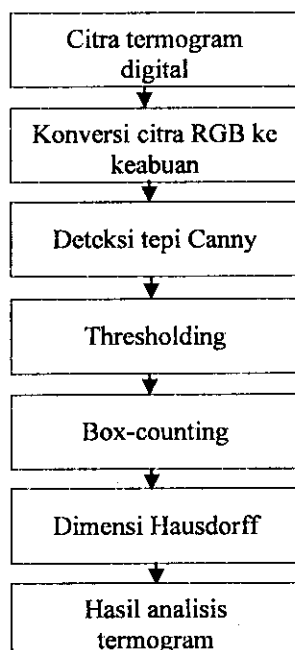 Citra termogram
digital
Konversi citra RGB ke
keabuan
Deteksi tepi Canny
Thresholding
Box-counting
Dimensi Hausdorff
Hasil analisis
termogram